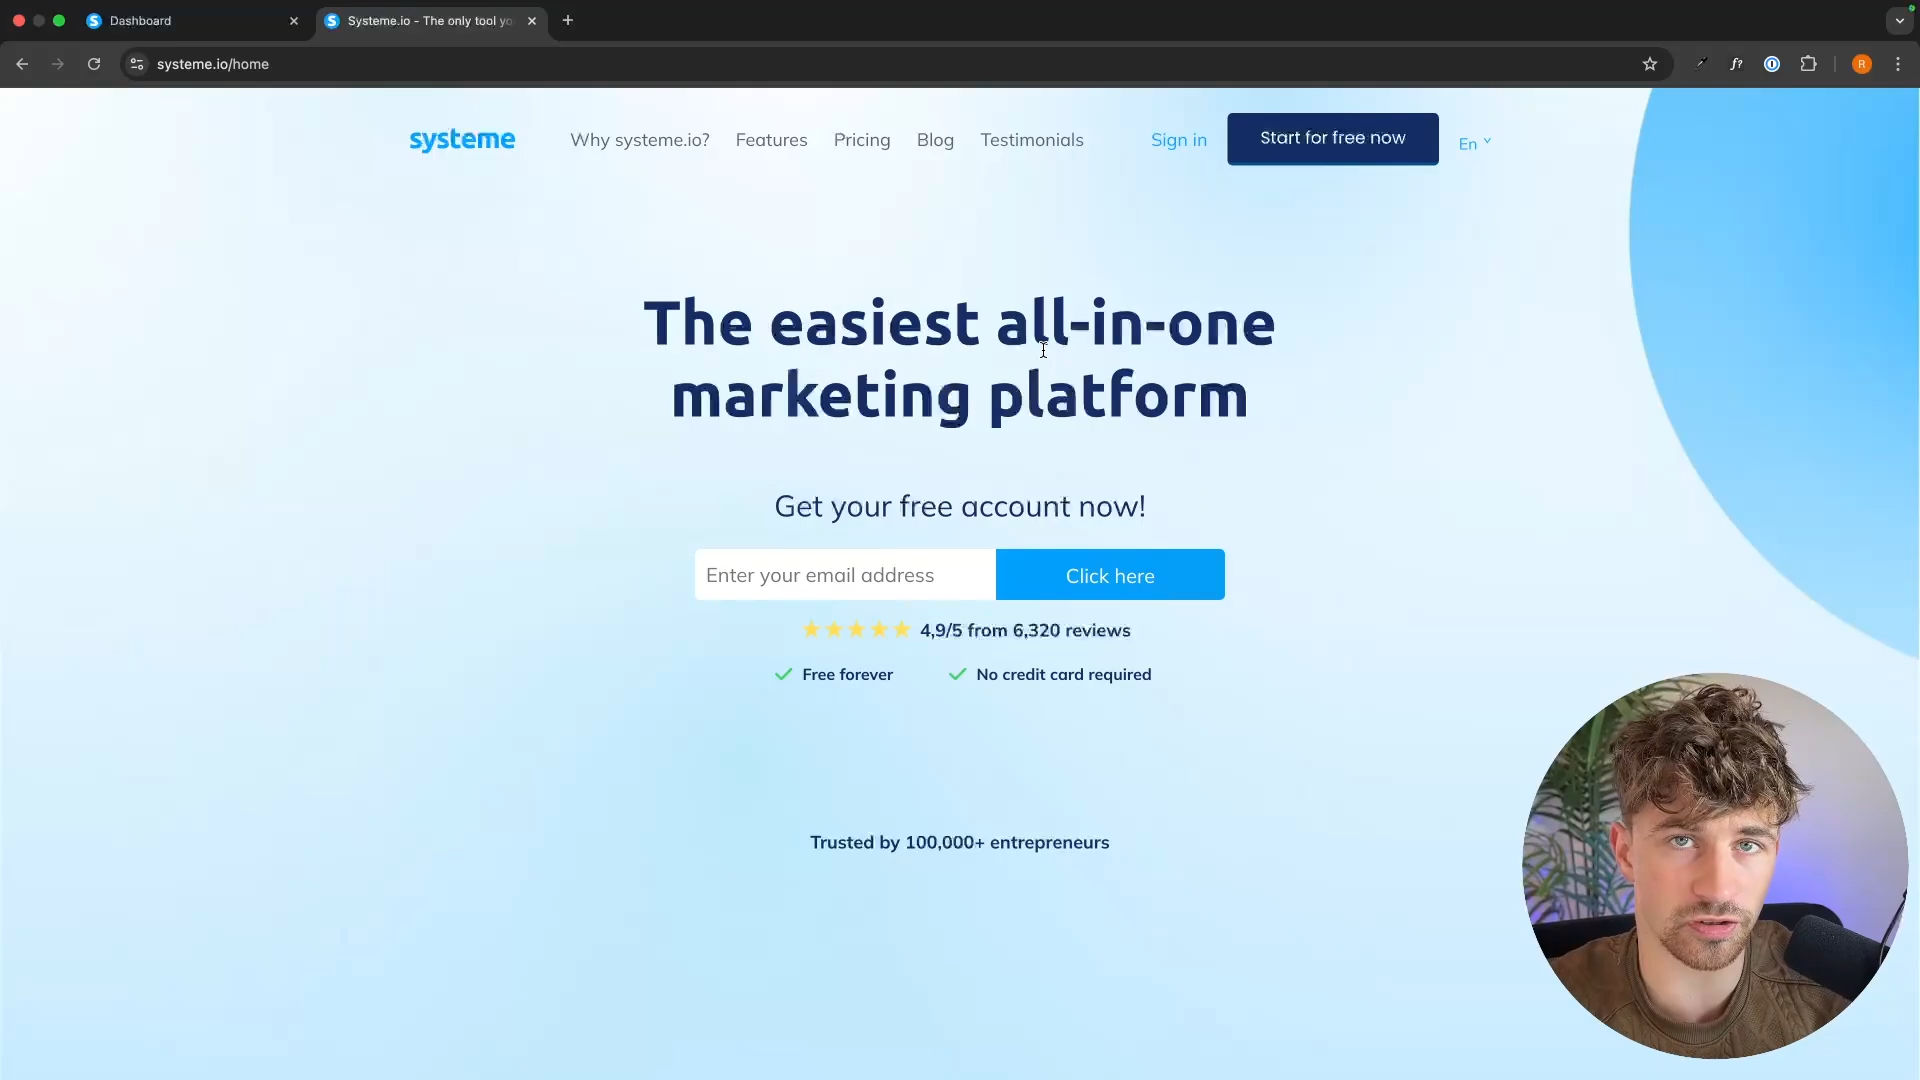 Dashboard
Systeme.io - The only tool yo
systeme.io/home
f?
R
systeme
Why systeme.io?
Features
Pricing
Blog
Testimonials
Sign in
Start for free now
En
The easiest all-in-one
marketing platform
Get your free account now!
Enter your email address
Click here
4,9/5 from 6,320 reviews
Free forever
No credit card required
Trusted by 100,000+ entrepreneurs